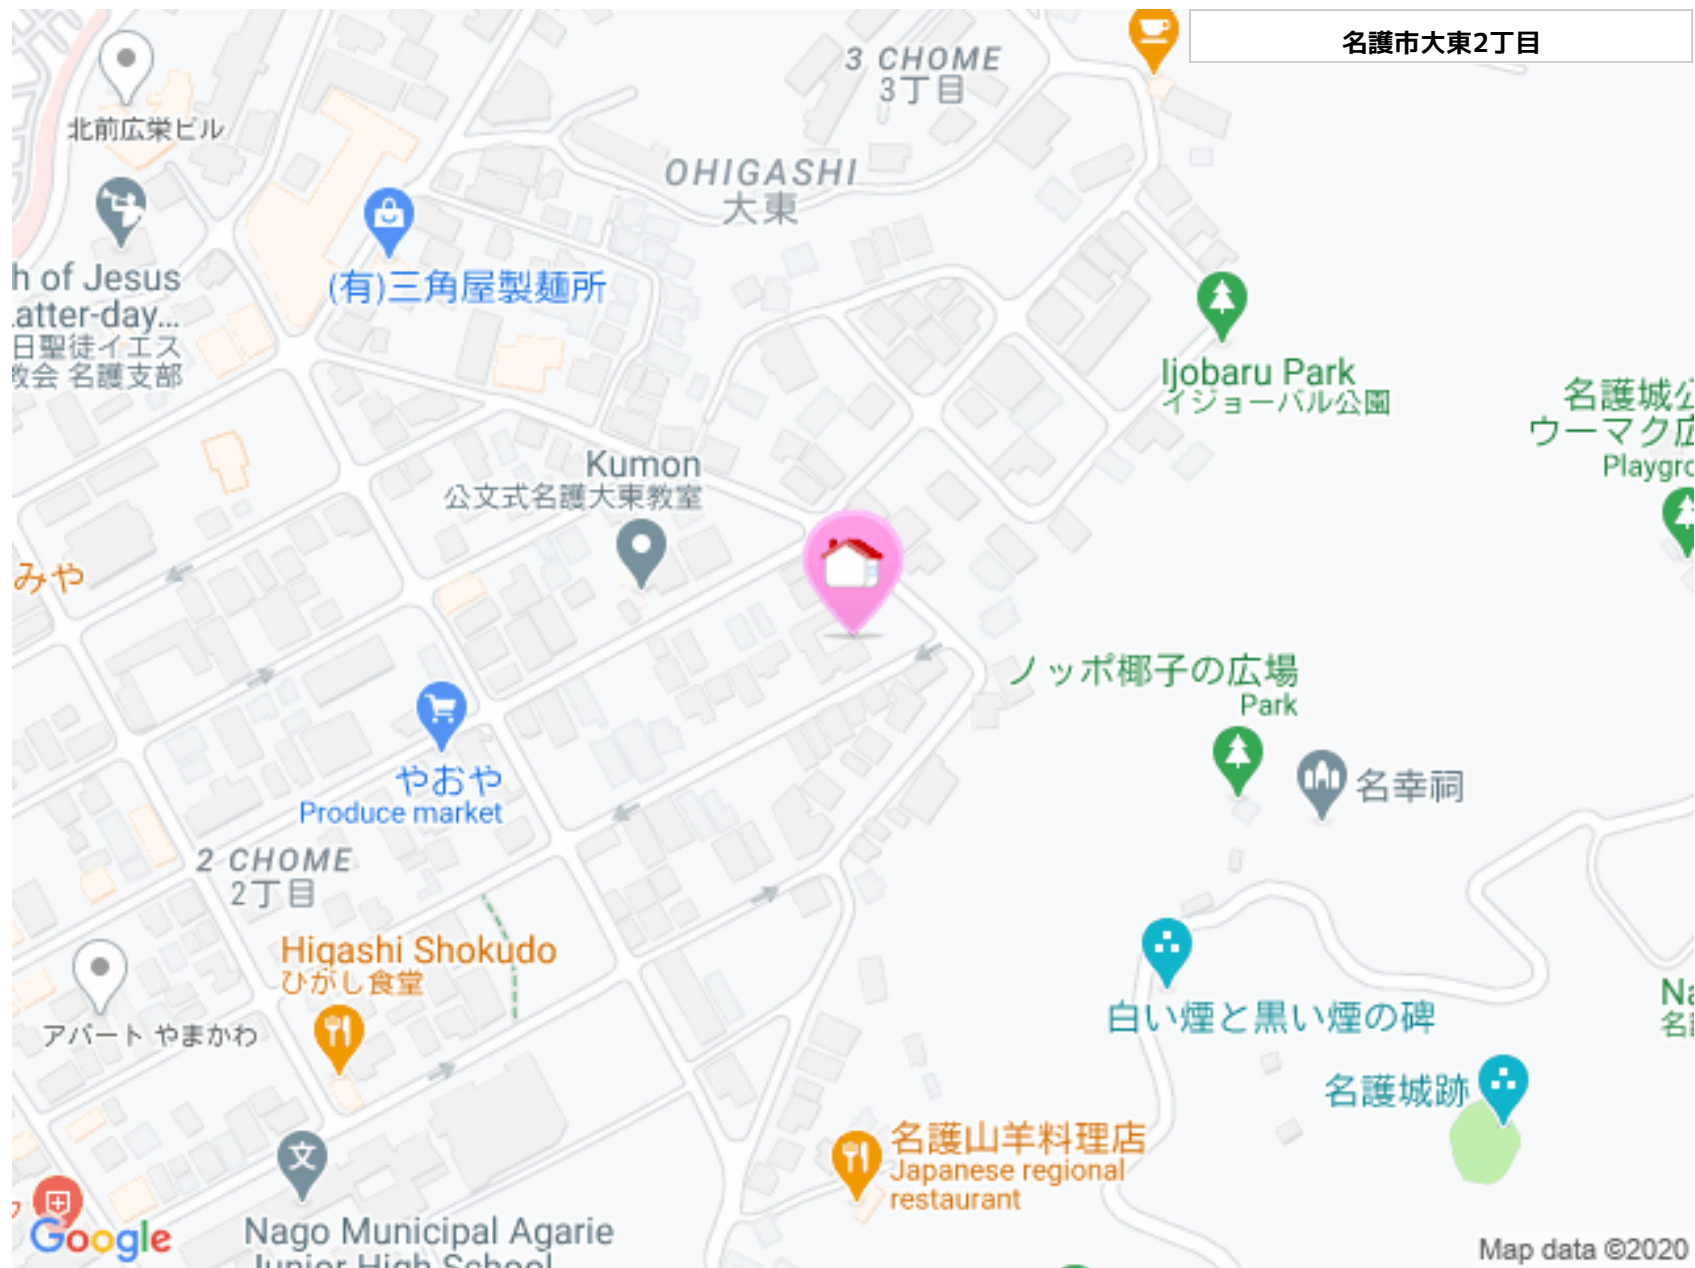 名護市大東2丁目
3 CHOME
3丁目
北前広栄ビル
OHIGASHI
大東
(有)三角屋製麺所
h of Jesus
atter-day...
日聖徒イエス
教会 名護支部
Ijobaru Park
イジョーバル公園
名護城公
ウーマク広
Playgro
Kumon
公文式名護大東教室
みや
ノッポ椰子の広場
Park
やおや
Produce market
名幸祠
2 CHOME
2丁目
Higashi Shokudo
ひがし食堂
アパート やまかわ
白い煙と黒い煙の碑
Na
名護
名護城跡
名護山羊料理店
Japanese regional
restaurant
文
Nago Municipal Agarie
Junior High School
Google
Map data ©2020